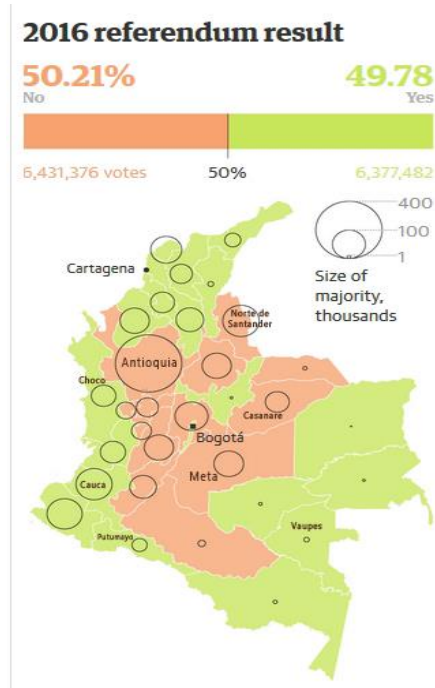 2016 referendum result
50.21%
49.78
No
Yes
6,431,376 votes
50%
6,377,482
400
100
1
Size of
majority,
thousands
Cartagena
Norte de
Santander
Antioquia
Choco
Casanare
Bogotá
Meta
Cauca
Vaupes
Putumayo